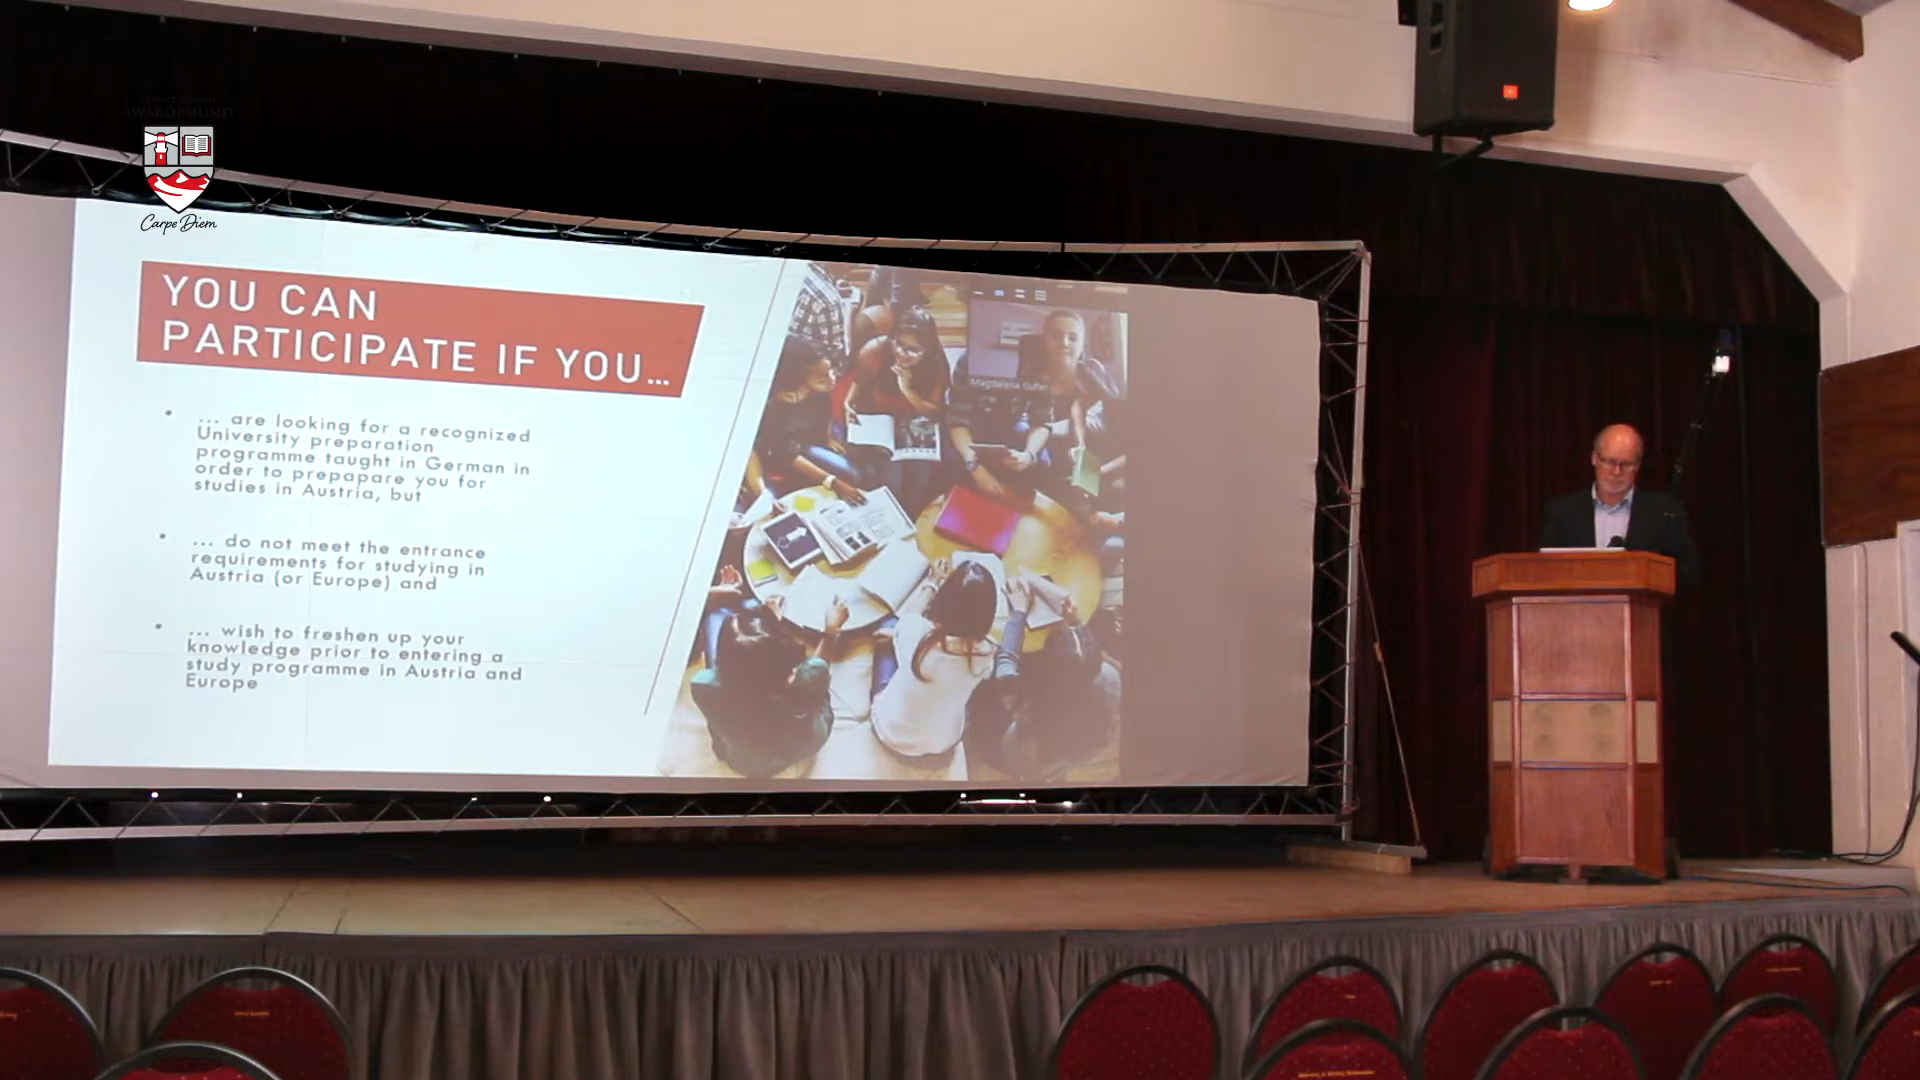 SWAKOPMUND
Carpe Diem
YOU CAN
PARTICIPATE IF YOU...
• ... are looking for a recognized
University preparation
programme taught in German in
order to prepapare you for
studies in Austria, but
• ... do not meet the entrance
requirements for studying in
Austria (or Europe) and
• ... wish to freshen up your
knowledge prior to entering a
study programme in Austria and
Europe
Magdalena